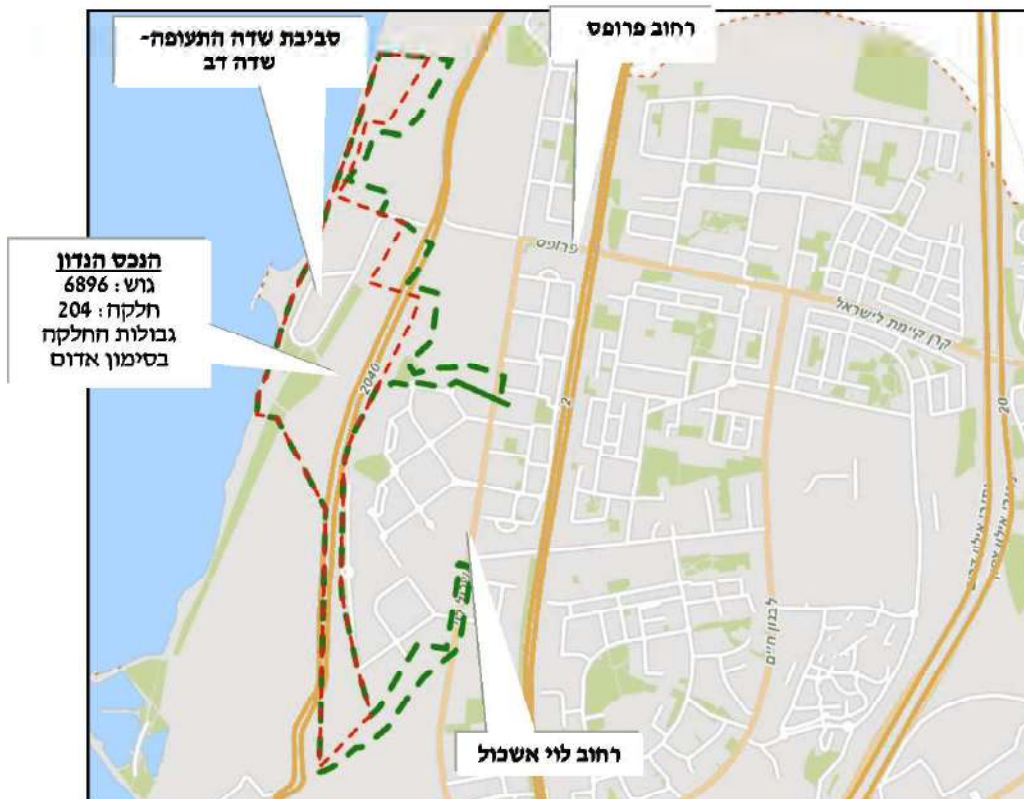 רחוב פרופס
סביבת שדה התעופה-
שדה דב
פרופס
הנכס הנדון
גוש: 6896
חלקה: 204
גבולות החלקה
בסימון אדום
קרן קיימת לישראל
2040
2
20
לבנון חיים
רחוב לוי אשכול